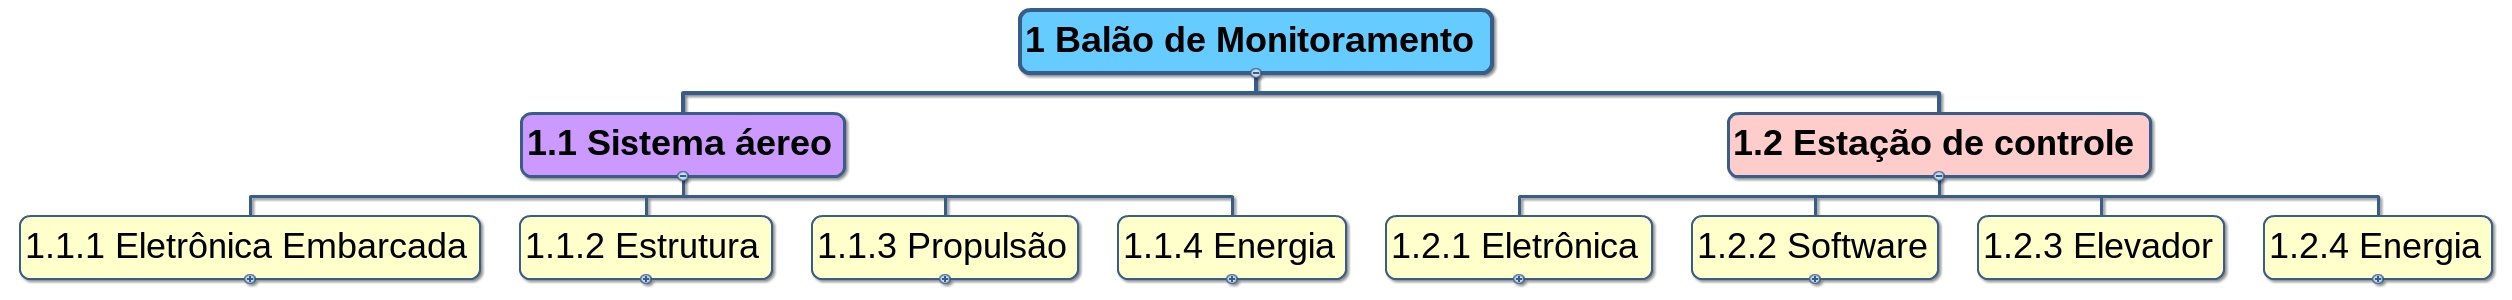 1 Balão de Monitoramento
1.1 Sistema áereo
1.2 Estação de controle
1.1.1 Eletrônica Embarcada
1.1.2 Estrutura
1.1.3 Propulsão
1.1.4 Energia
1.2.1 Eletrônica
1.2.2 Software
1.2.3 Elevador
1.2.4 Energia